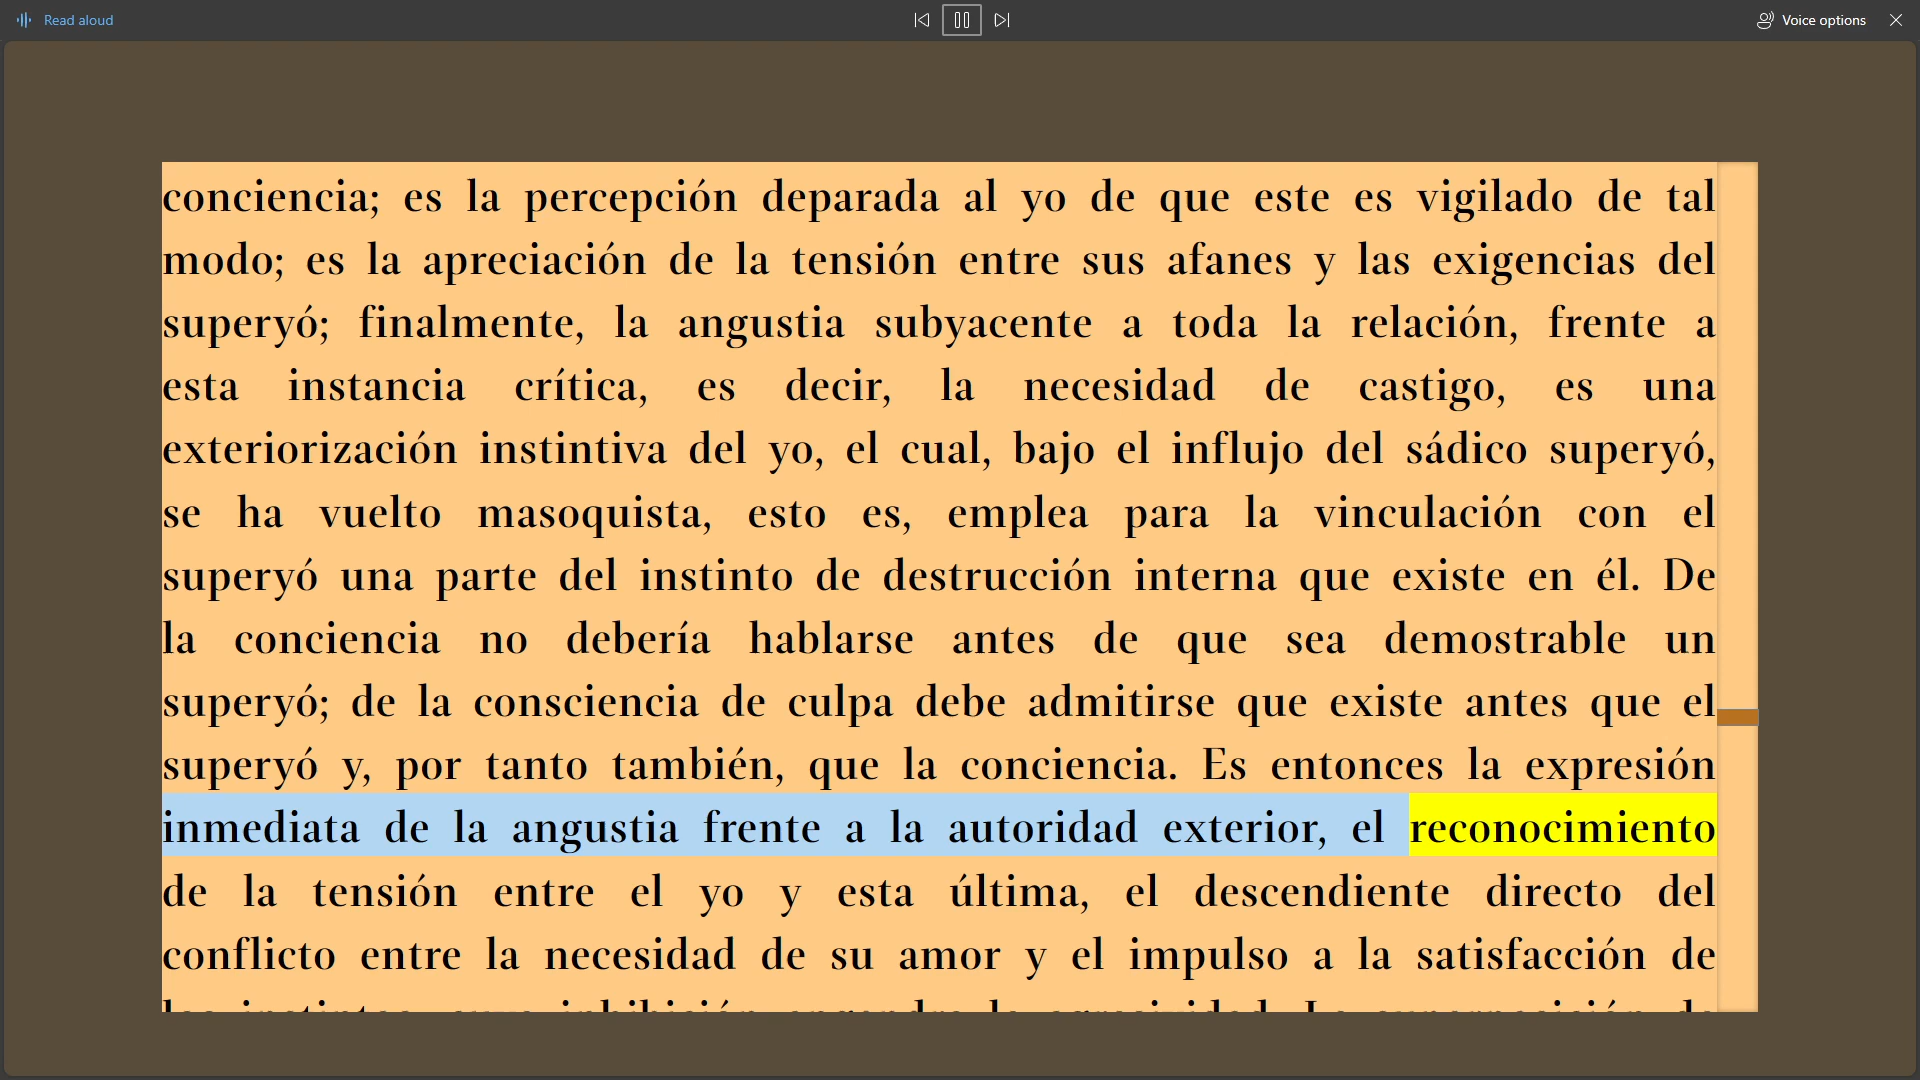 Read aloud
Voice options
conciencia; es la percepción deparada al yo de que este es vigilado de tal
modo; es la apreciación de la tensión entre sus afanes y las exigencias del
superyó; finalmente, la angustia subyacente a toda la relación, frente a
esta instancia crítica, es decir, la necesidad de castigo, es una
exteriorización instintiva del yo, el cual, bajo el influjo del sádico superyó,
se ha vuelto masoquista, esto es, emplea para la vinculación con el
superyó una parte del instinto de destrucción interna que existe en él. De
la conciencia no debería hablarse antes de que sea demostrable un
superyó; de la consciencia de culpa debe admitirse que existe antes que el
superyó y, por tanto también, que la conciencia. Es entonces la expresión
inmediata de la angustia frente a la autoridad exterior, el reconocimiento
de la tensión entre el yo y esta última, el descendiente directo del
conflicto entre la necesidad de su amor y el impulso a la satisfacción de